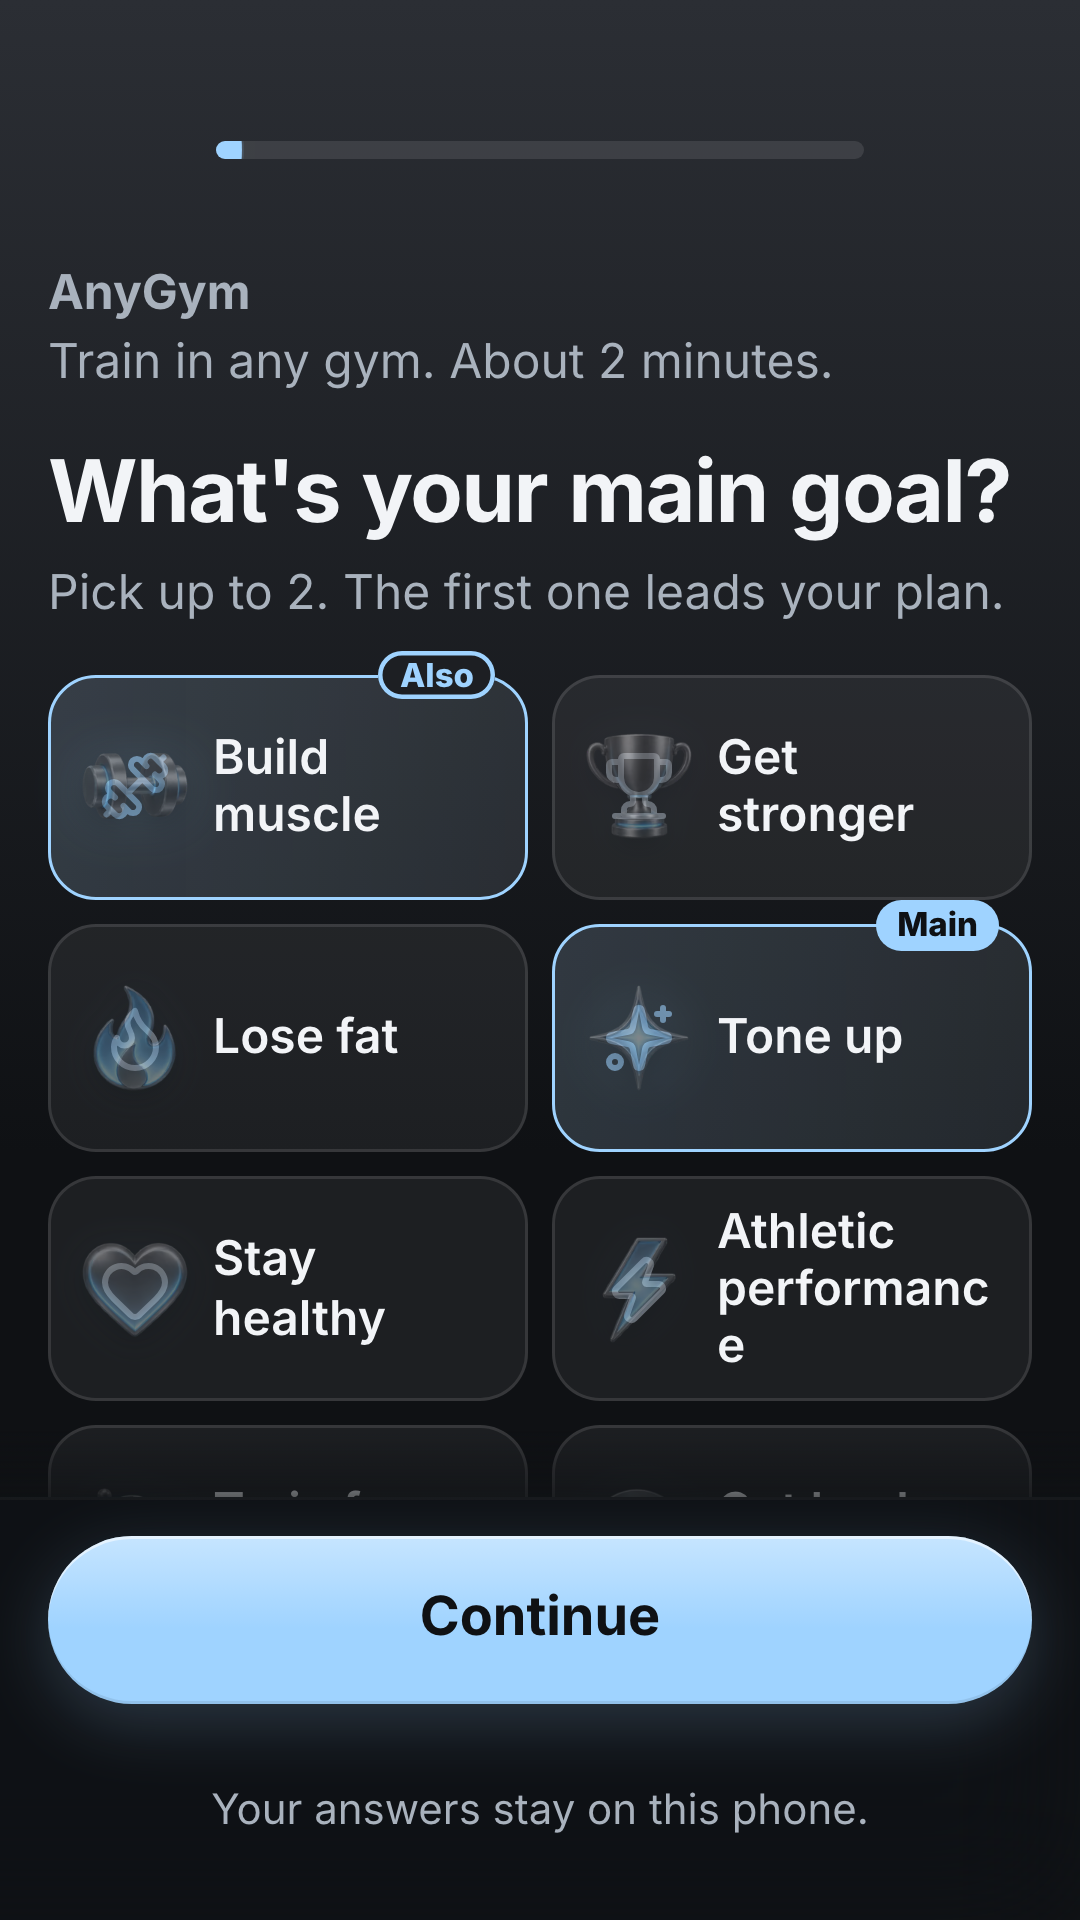 AnyGym
Train in any gym. About 2 minutes.
What's your main goal?
Pick up to 2. The first one leads your plan.
Also
Build
muscle
Get
stronger
Lose fat
Main
Tone up
Stay
healthy
Athletic
performanc
e
Continue
Your answers stay on this phone.